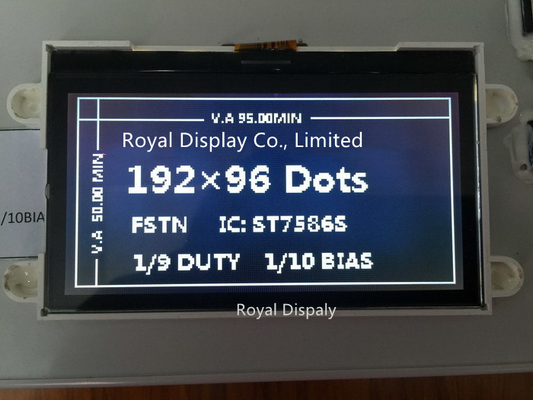 V.A 95.00MIN
Royal Display Co., Limited
192×96 Dots
V.A 50.00 MIN
FSTN IC: ST7586S
1/9 DUTY 1/10 BIAS
/10BIA
Royal Dispaly